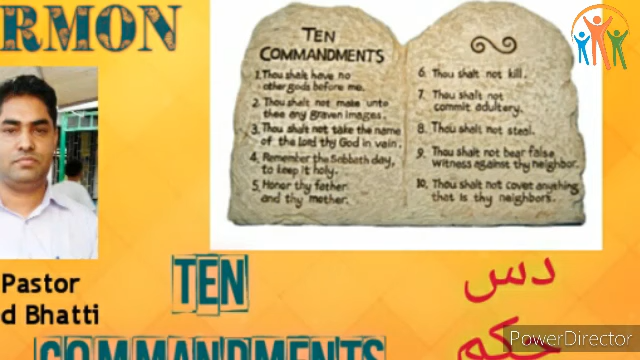 RMON
TEN
COMMANDMENTS
1. Thou shalt have no
other gods before me.
2. Thou shalt not make unto
thee any graven images.
3. Thou shalt not take the name
of the Lord thy God in vain.
4. Remember the Sabbath day,
to keep it holy.
5. Honor thy father
and thy mother.
6. Thou shalt not kill.
7. Thou shalt not
commit adultery.
8. Thou shalt not steal.
9. Thou shalt not bear false
witness against thy neighbor.
10. Thou shalt not covet anything
that is thy neighbor's.
Pastor
d Bhatti
TEN
COMMANDMENTS
دس
حکم
PowerDirector